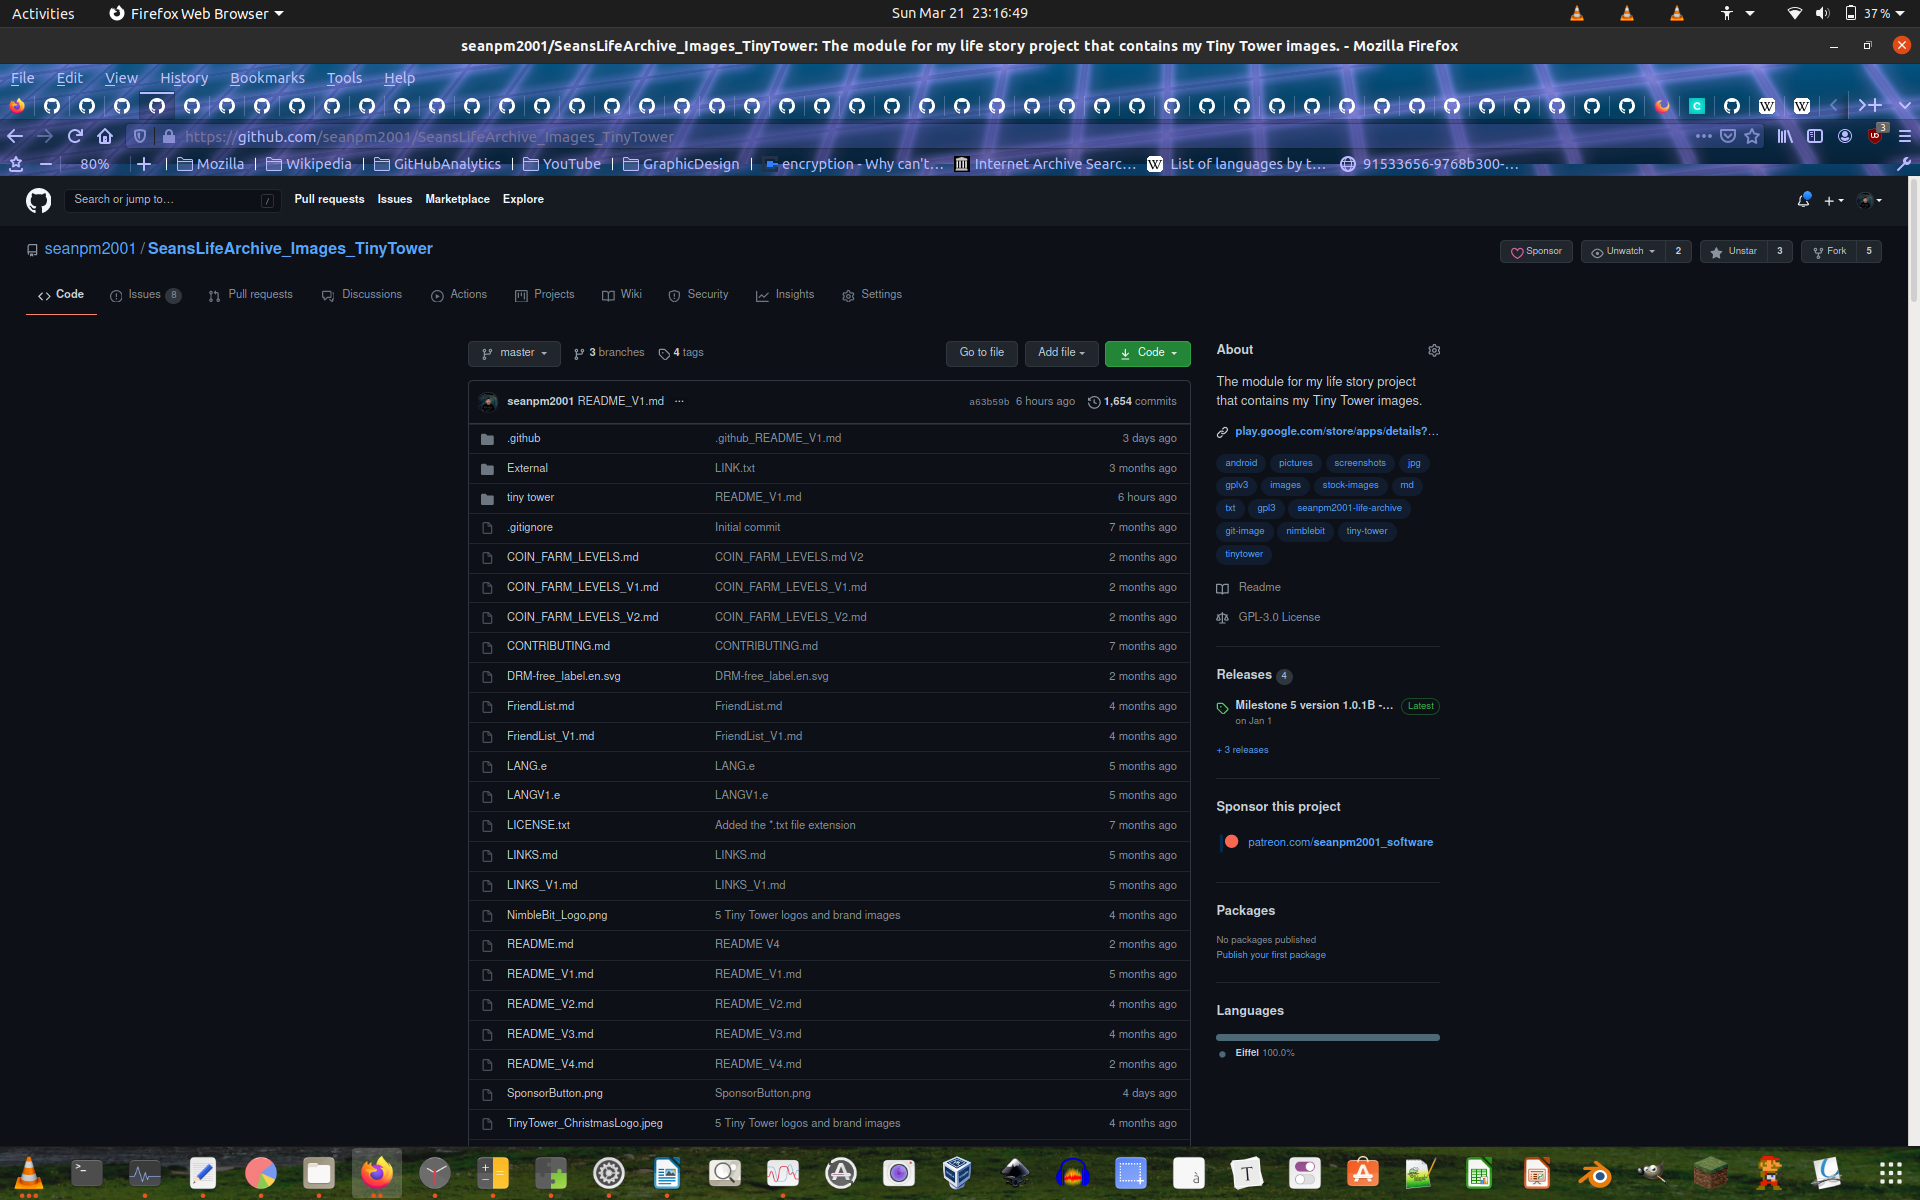 Activities Firefox Web Browser Sun Mar 21 23:16:49 37 %
seanpm2001/SeansLifeArchive_Images_TinyTower: The module for my life story project that contains my Tiny Tower images. - Mozilla Firefox
File Edit View History Bookmarks Tools Help
https://github.com/seanpm2001/SeansLifeArchive_Images_TinyTower 3
80% Mozilla Wikipedia GitHubAnalytics YouTube GraphicDesign encryption - Why can't... Internet Archive Searc... List of languages by t... 91533656-9768b300-...
Search or jump to... / Pull requests Issues Marketplace Explore
seanpm2001 / SeansLifeArchive_Images_TinyTower Sponsor Unwatch 2 Unstar 3 Fork 5
Code Issues 8 Pull requests Discussions Actions Projects Wiki Security Insights Settings
master 3 branches 4 tags Go to file Add file Code
seanpm2001 README_V1.md ... a63b59b 6 hours ago 1,654 commits
.github .github_README_V1.md 3 days ago
External LINK.txt 3 months ago
tiny tower README_V1.md 6 hours ago
.gitignore Initial commit 7 months ago
COIN_FARM_LEVELS.md COIN_FARM_LEVELS.md V2 2 months ago
COIN_FARM_LEVELS_V1.md COIN_FARM_LEVELS_V1.md 2 months ago
COIN_FARM_LEVELS_V2.md COIN_FARM_LEVELS_V2.md 2 months ago
CONTRIBUTING.md CONTRIBUTING.md 7 months ago
DRM-free_label.en.svg DRM-free_label.en.svg 2 months ago
FriendList.md FriendList.md 4 months ago
FriendList_V1.md FriendList_V1.md 4 months ago
LANG.e LANG.e 5 months ago
LANGV1.e LANGV1.e 5 months ago
LICENSE.txt Added the *.txt file extension 7 months ago
LINKS.md LINKS.md 5 months ago
LINKS_V1.md LINKS_V1.md 5 months ago
NimbleBit_Logo.png 5 Tiny Tower logos and brand images 4 months ago
README.md README V4 2 months ago
README_V1.md README_V1.md 5 months ago
README_V2.md README_V2.md 4 months ago
README_V3.md README_V3.md 4 months ago
README_V4.md README_V4.md 2 months ago
SponsorButton.png SponsorButton.png 4 days ago
TinyTower_ChristmasLogo.jpeg 5 Tiny Tower logos and brand images 4 months ago
About
The module for my life story project
that contains my Tiny Tower images.
play.google.com/store/apps/details?...
android pictures screenshots jpg
gplv3 images stock-images md
txt gpl3 seanpm2001-life-archive
git-image nimblebit tiny-tower
tinytower
Readme
GPL-3.0 License
Releases 4
Milestone 5 version 1.0.1B -... Latest
on Jan 1
+ 3 releases
Sponsor this project
patreon.com/seanpm2001_software
Packages
No packages published
Publish your first package
Languages
Eiffel 100.0%